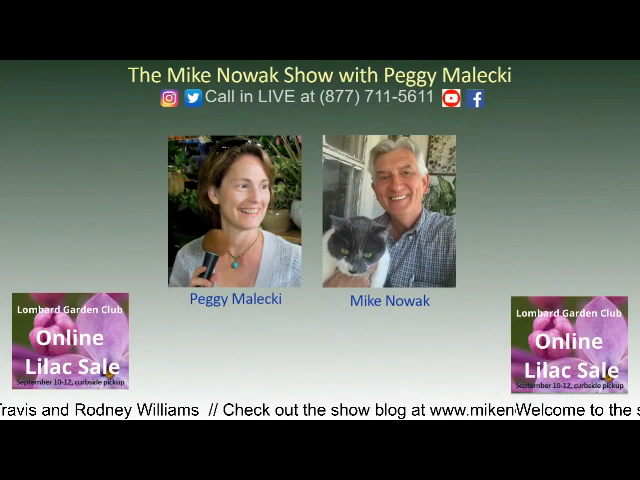 The Mike Nowak Show with Peggy Malecki
Call in LIVE at (877) 711-5611
Peggy Malecki
Mike Nowak
Lombard Garden Club
Online
Lilac Sale
September 10-12, curbside pickup
Lombard Garden Club
Online
Lilac Sale
September 10-12, curbside pickup
Travis and Rodney Williams // Check out the show blog at www.miken Welcome to the s